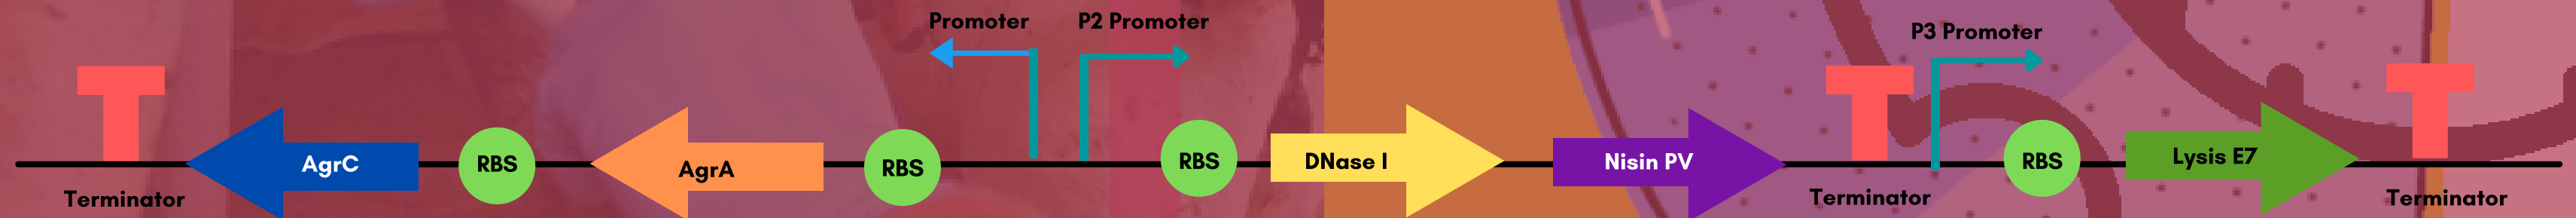 Promoter
P2 Promoter
P3 Promoter
AgrC
RBS
AgrA
RBS
RBS
DNase I
Nisin PV
RBS
Lysis E7
Terminator
Terminator
Terminator